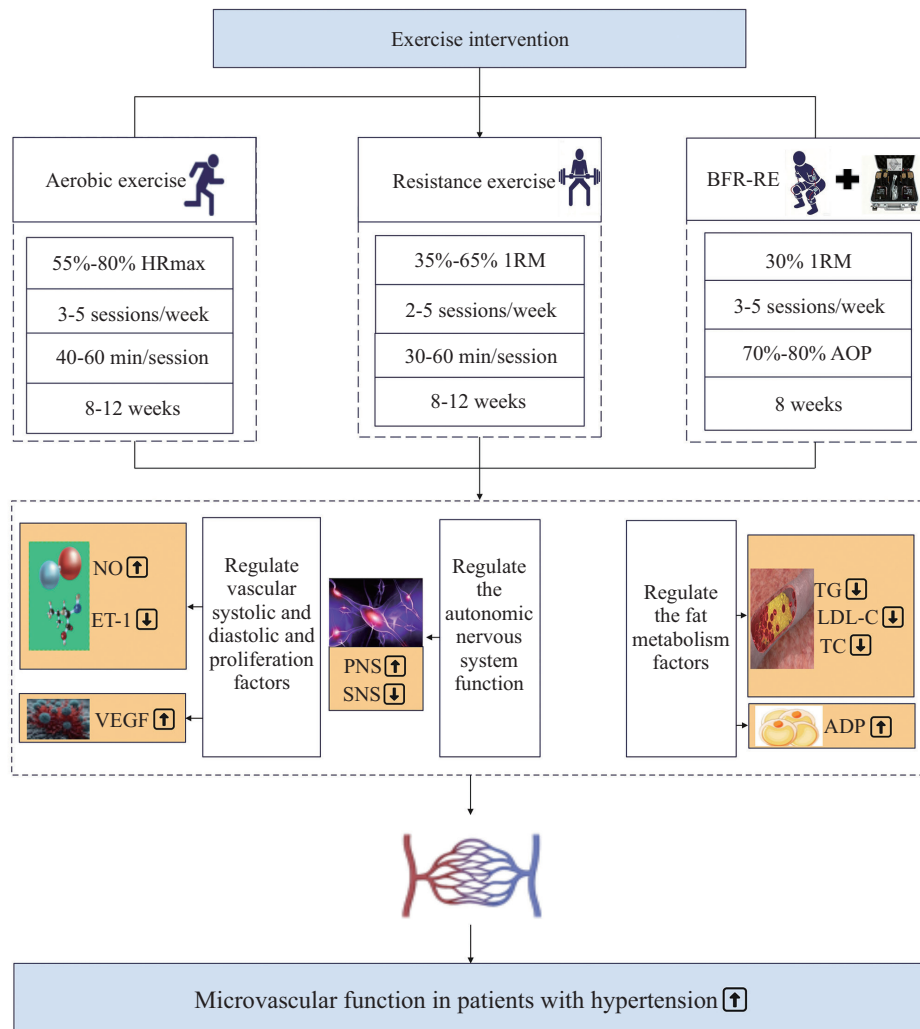 Exercise intervention
Aerobic exercise
55%-80% HRmax
3-5 sessions/week
40-60 min/session
8-12 weeks
Resistance exercise
35%-65% 1RM
2-5 sessions/week
30-60 min/session
8-12 weeks
BFR-RE
30% 1RM
3-5 sessions/week
70%-80% AOP
8 weeks
NO
ET-1
VEGF
Regulate
vascular
systolic and
diastolic and
proliferation
factors
PNS
SNS
Regulate
the
autonomic
nervous
system
function
Regulate
the fat
metabolism
factors
TG
LDL-C
TC
ADP
Microvascular function in patients with hypertension